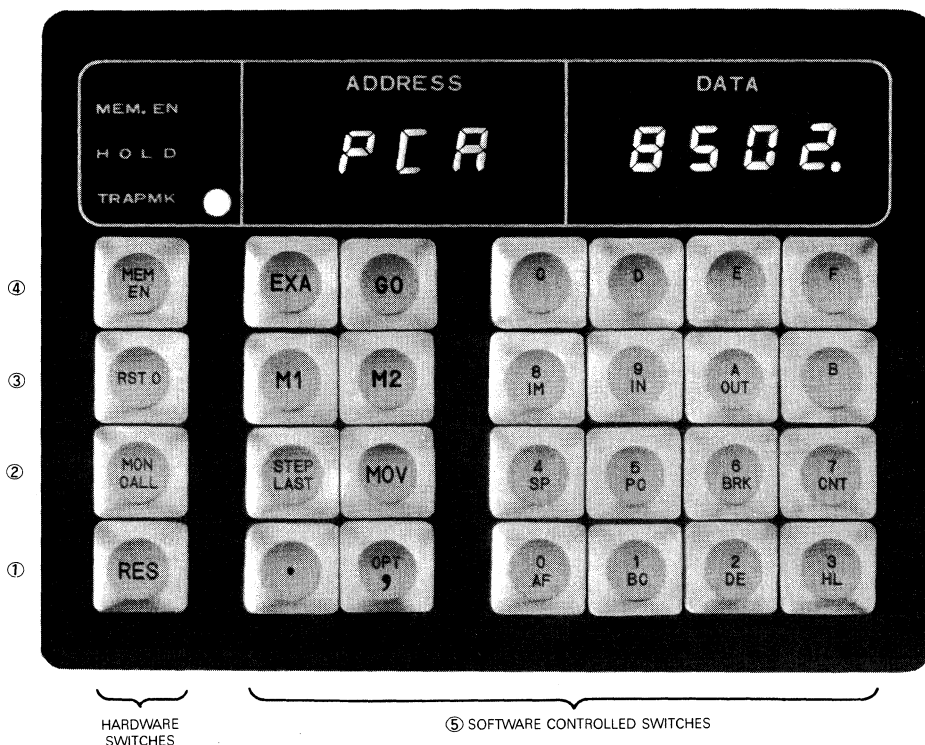 ADDRESS DATA
MEM. EN
HOLD
TRAPMK
PCA 8502.
④ MEM EN EXA GO C D E F
③ RST 0 M1 M2 8 IM 9 IN A OUT B
② MON CALL STEP LAST MOV 4 SP 5 PC 6 BRK 7 CNT
① RES . OPT , 0 AF 1 BC 2 DE 3 HL
HARDWARE
SWITCHES
⑤ SOFTWARE CONTROLLED SWITCHES